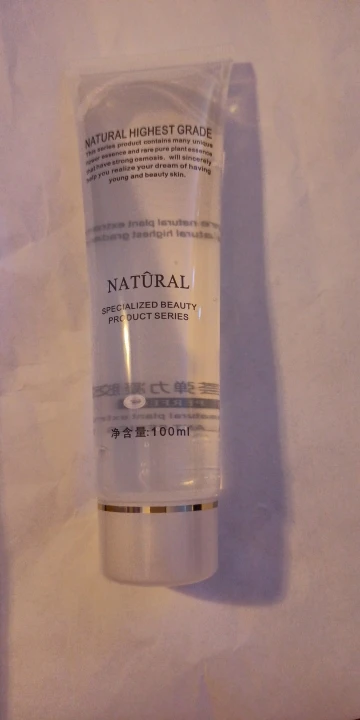 NATURAL HIGHEST GRADE
This series product contains many unique
essence and rare pure plant essence
that have strong osmosis, will sincerely
help you realize your dream of having
young and beauty skin.
NATÛRAL
SPECIALIZED BEAUTY
PRODUCT SERIES
净含量:100ml